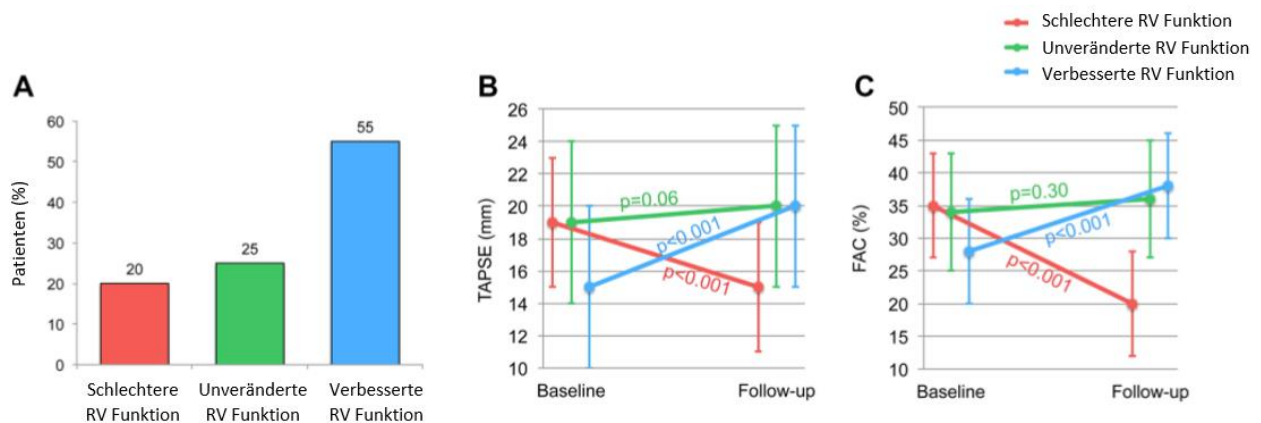 Schlechtere RV Funktion
Unveränderte RV Funktion
Verbesserte RV Funktion
A
Patienten (%)
60
50
40
30
20
10
0
20
25
55
Schlechtere
RV Funktion
Unveränderte
RV Funktion
Verbesserte
RV Funktion
B
TAPSE (mm)
26
24
22
20
18
16
14
12
10
p=0.06
p<0.001
p<0.001
Baseline
Follow-up
C
FAC (%)
50
45
40
35
30
25
20
15
10
p=0.30
p<0.001
p<0.001
Baseline
Follow-up